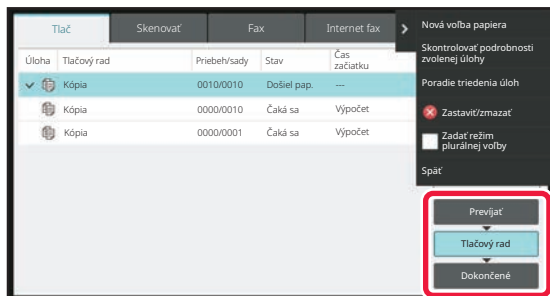 Tlač Skenovať Fax Internet fax
Úloha Tlačový rad Priebeh/sady Stav Čas začiatku
Kópia 0010/0010 Došiel pap. ---
Kópia 0000/0010 Čaká sa Výpočet
Kópia 0000/0001 Čaká sa Výpočet
Nová voľba papiera
Skontrolovať podrobnosti
zvolenej úlohy
Poradie triedenia úloh
Zastaviť/zmazať
Zadať režim
plurálnej voľby
Späť
Prevíjať
Tlačový rad
Dokončené